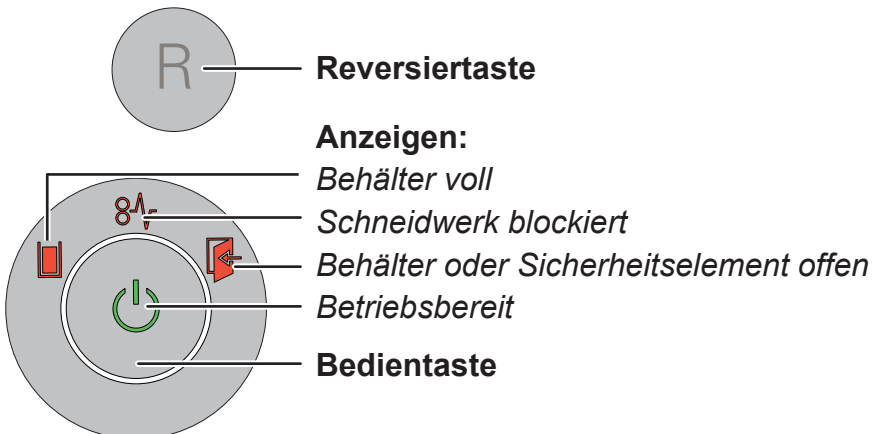 R
Reversiertaste
Anzeigen:
Behälter voll
Schneidwerk blockiert
Behälter oder Sicherheitselement offen
Betriebsbereit
Bedientaste